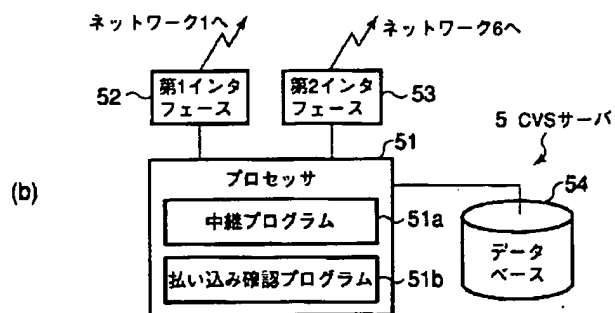 ネットワーク1へ
ネットワーク6へ
52
第1インタ
フェース
第2インタ
フェース
53
5 CVSサーバ
51
54
(b)
プロセッサ
中継プログラム
51a
払い込み確認プログラム
51b
データ
ベース